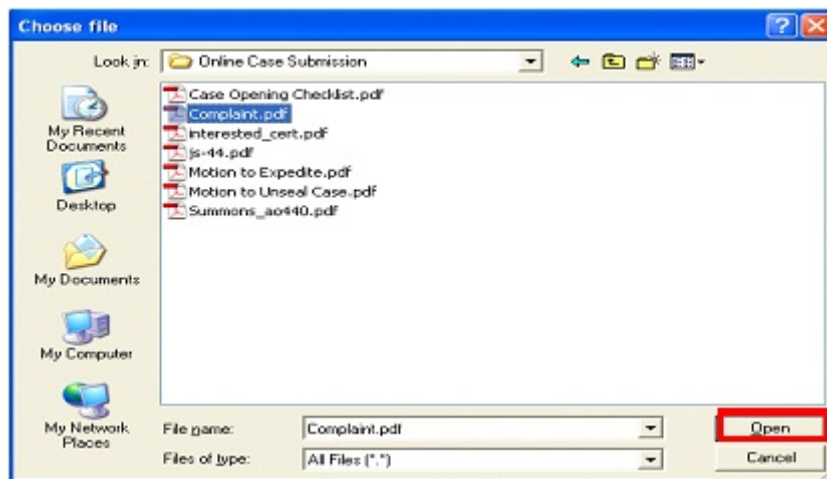 Choose file
Look in: Online Case Submission
Case Opening Checklist.pdf
Complaint.pdf
interested_cert.pdf
js-44.pdf
Motion to Expedite.pdf
Motion to Unseal Case.pdf
Summons_ao440.pdf
My Recent
Documents
Desktop
My Documents
My Computer
My Network
Places
File name: Complaint.pdf Open
Files of type: All Files (*.*) Cancel